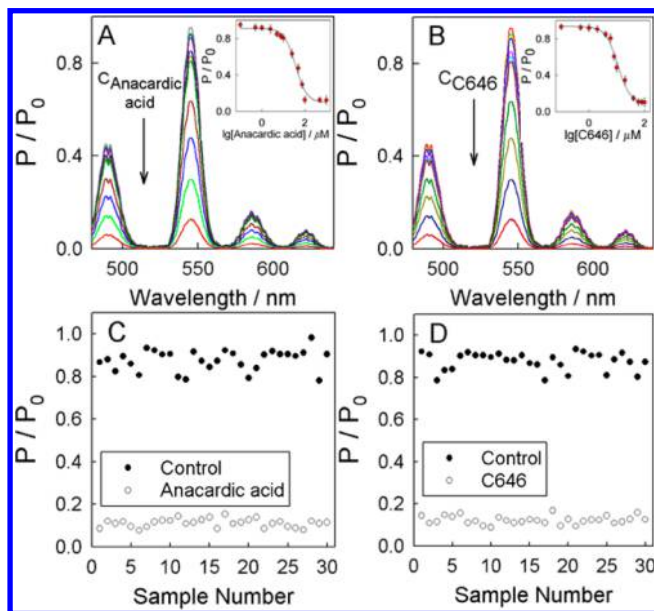 A
C Anacardic acid
P / P0
0.8
0.4
0.0
500
550
600
Wavelength / nm
P / P0
0.8
0.4
0.0
0
2
lg[Anacardic acid] / μM
B
C C646
P / P0
0.8
0.4
0.0
500
550
600
Wavelength / nm
P / P0
0.8
0.4
0.0
-2
0
2
lg[C646] / μM
C
P / P0
1.0
0.8
0.6
0.4
0.2
0.0
Control
Anacardic acid
0
5
10
15
20
25
30
Sample Number
D
P / P0
1.0
0.8
0.6
0.4
0.2
0.0
Control
C646
0
5
10
15
20
25
30
Sample Number